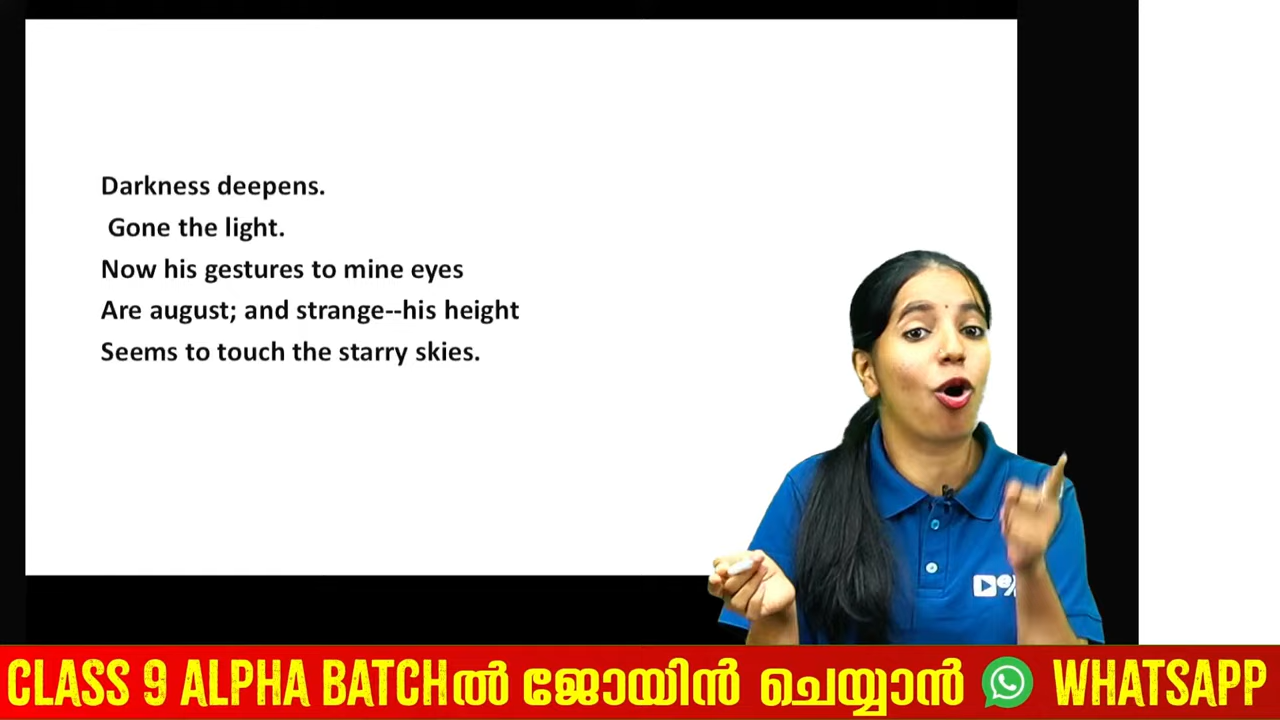 Darkness deepens.
Gone the light.
Now his gestures to mine eyes
Are august; and strange--his height
Seems to touch the starry skies.
CLASS 9 ALPHA BATCHൽ ജോയിൻ ചെയ്യാൻ WHATSAPP